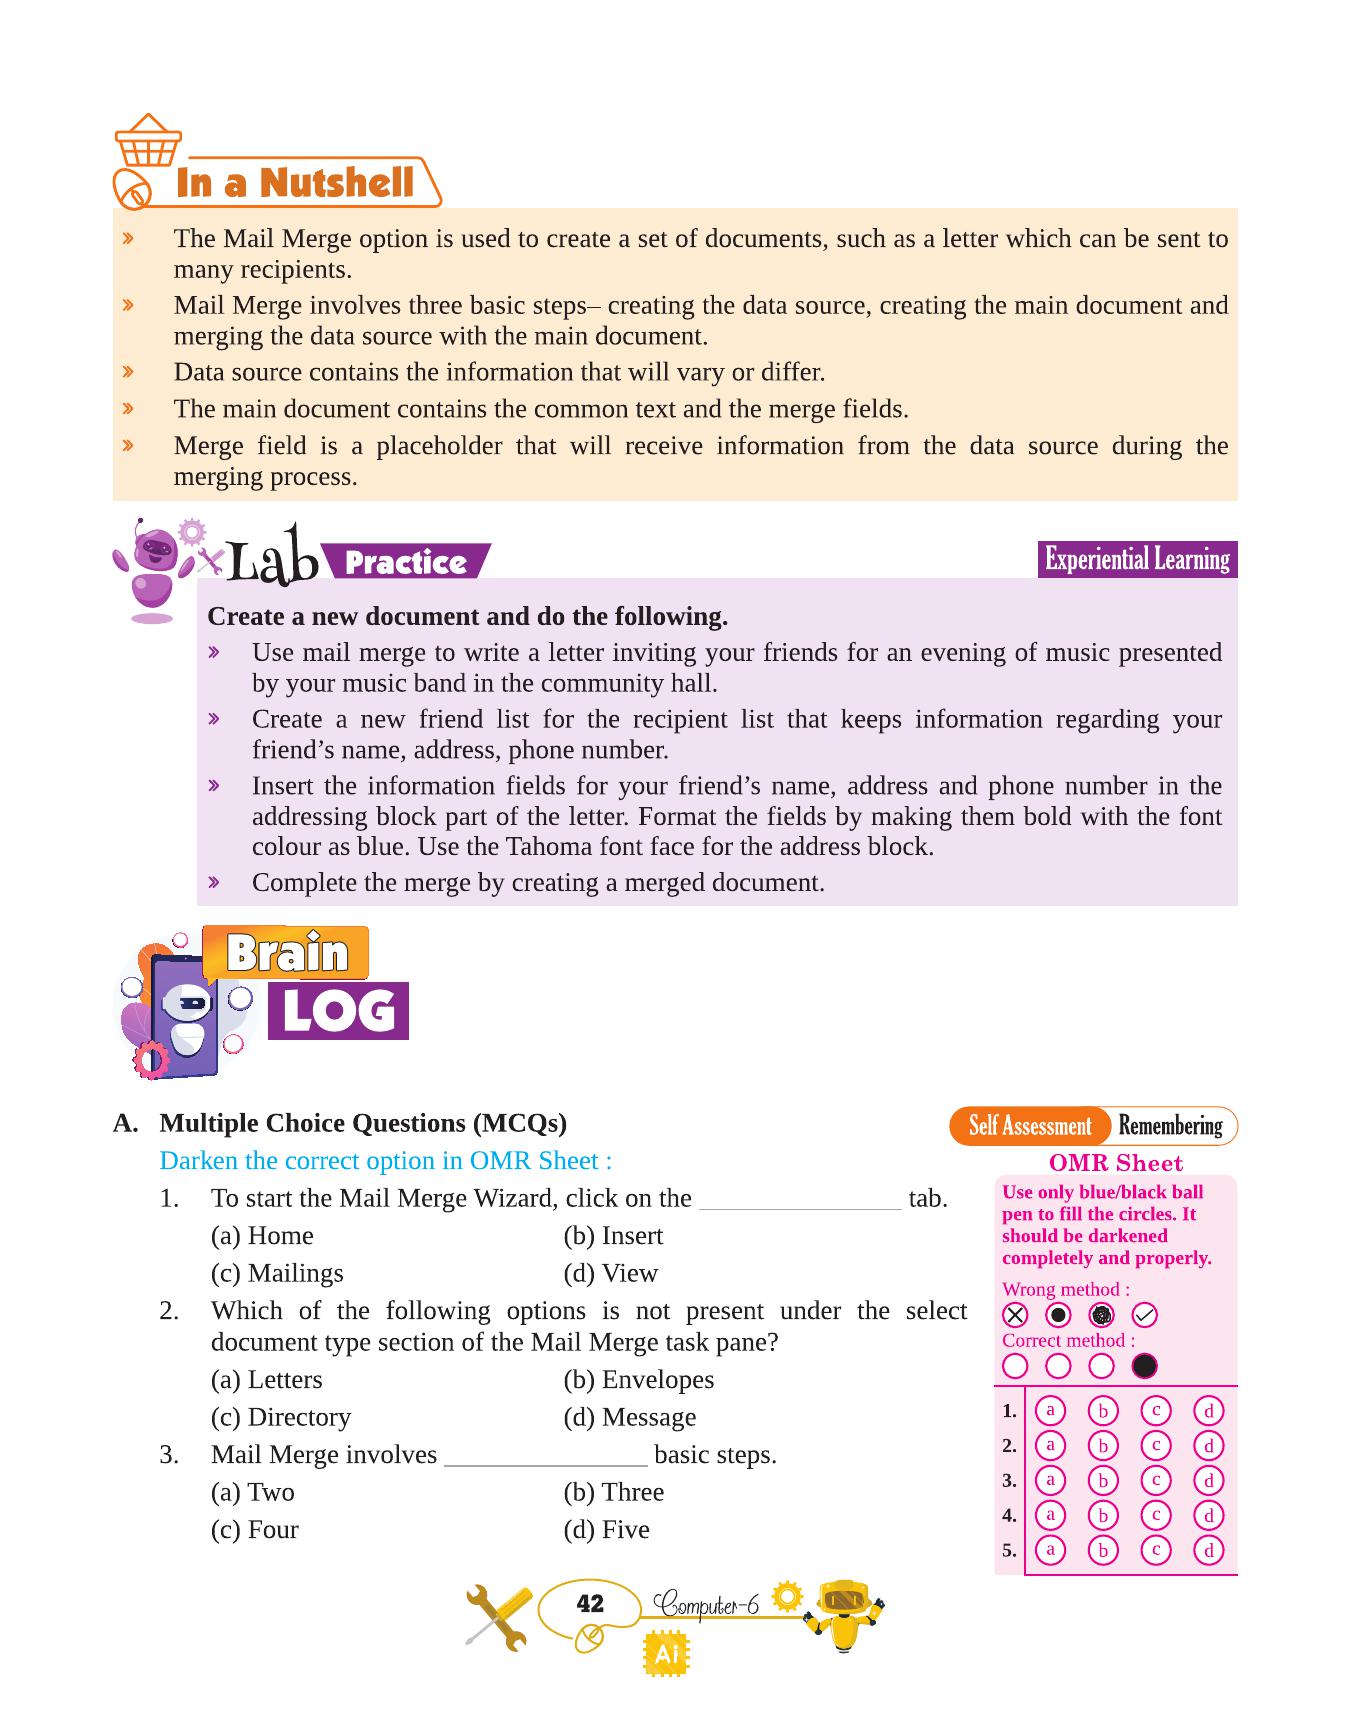 In a Nutshell
» The Mail Merge option is used to create a set of documents, such as a letter which can be sent to
many recipients.
» Mail Merge involves three basic steps– creating the data source, creating the main document and
merging the data source with the main document.
» Data source contains the information that will vary or differ.
» The main document contains the common text and the merge fields.
» Merge field is a placeholder that will receive information from the data source during the
merging process.
Lab Practice
Experiential Learning
Create a new document and do the following.
» Use mail merge to write a letter inviting your friends for an evening of music presented
by your music band in the community hall.
» Create a new friend list for the recipient list that keeps information regarding your
friend’s name, address, phone number.
» Insert the information fields for your friend’s name, address and phone number in the
addressing block part of the letter. Format the fields by making them bold with the font
colour as blue. Use the Tahoma font face for the address block.
» Complete the merge by creating a merged document.
Brain
LOG
A. Multiple Choice Questions (MCQs)
Darken the correct option in OMR Sheet :
1. To start the Mail Merge Wizard, click on the _______________ tab.
(a) Home (b) Insert
(c) Mailings (d) View
2. Which of the following options is not present under the select
document type section of the Mail Merge task pane?
(a) Letters (b) Envelopes
(c) Directory (d) Message
3. Mail Merge involves _______________ basic steps.
(a) Two (b) Three
(c) Four (d) Five
Self Assessment Remembering
OMR Sheet
Use only blue/black ball
pen to fill the circles. It
should be darkened
completely and properly.
Wrong method :
Correct method :
1. a b c d
2. a b c d
3. a b c d
4. a b c d
5. a b c d
42 Computer-6
Ai